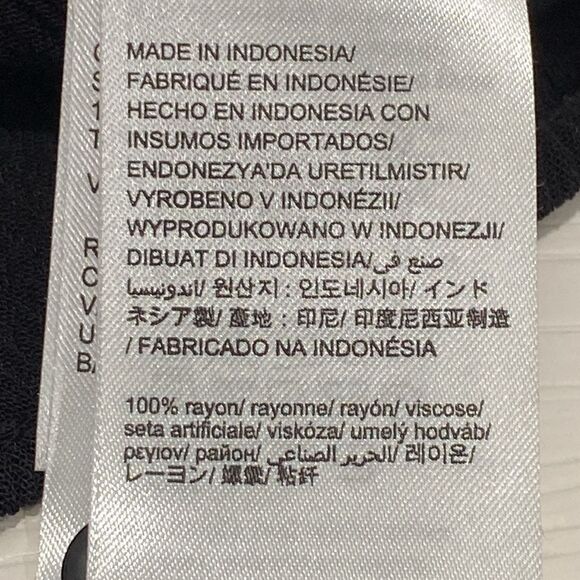 MADE IN INDONESIA/
FABRIQUÉ EN INDONÉSIE/
HECHO EN INDONESIA CON
INSUMOS IMPORTADOS/
ENDONEZYA'DA URETILMISTIR/
VYROBENO V INDONÉZII/
WYPRODUKOWANO W INDONEZJI/
DIBUAT DI INDONESIA/صنع في
اندونيسيا/ 원산지 : 인도네시아/ インド
ネシア製/ 產地 : 印尼/ 印度尼西亚制造
/ FABRICADO NA INDONÉSIA
100% rayon/ rayonne/ rayón/ viscose/
seta artificiale/ viskóza/ umelý hodváb/
ρεγιον/ район/ الحرير الصناعي/ 레이온/
レーヨン/ 嫘縈/ 粘纤